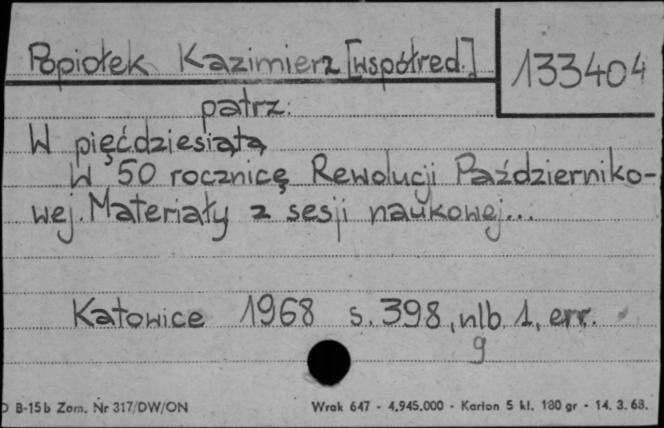 Popiołek Kazimierz [współred.]
133404
patrz:
W pięćdziesiątą
W 50 rocznicę Rewolucji Październiko-
wej. Materiały z sesji naukowej...
Katowice 1968 s. 398, nlb. 1, err.
g
B-15b Zam. Nr 317/DW/ON
Wrak 647 - 4.945.000 - Karton 5 kl. 180 gr - 14. 3. 68.